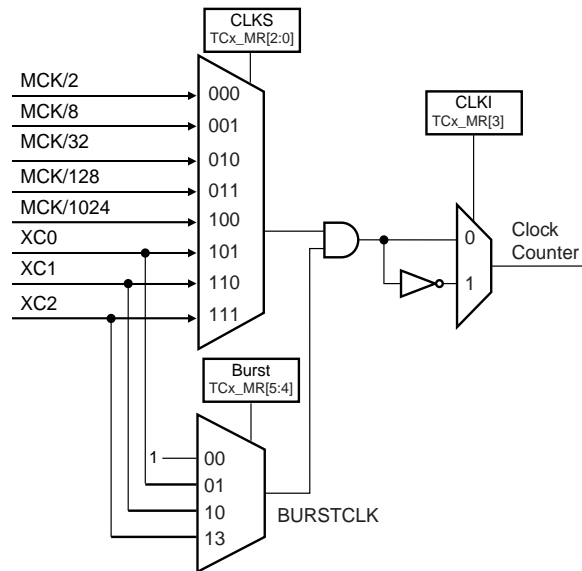 CLKS
TCx_MR[2:0]
MCK/2
000
CLKI
TCx_MR[3]
MCK/8
001
MCK/32
010
MCK/128
011
MCK/1024
100
XC0
101
0
Clock
Counter
XC1
110
1
XC2
111
Burst
TCx_MR[5:4]
1
00
01
10
BURSTCLK
13